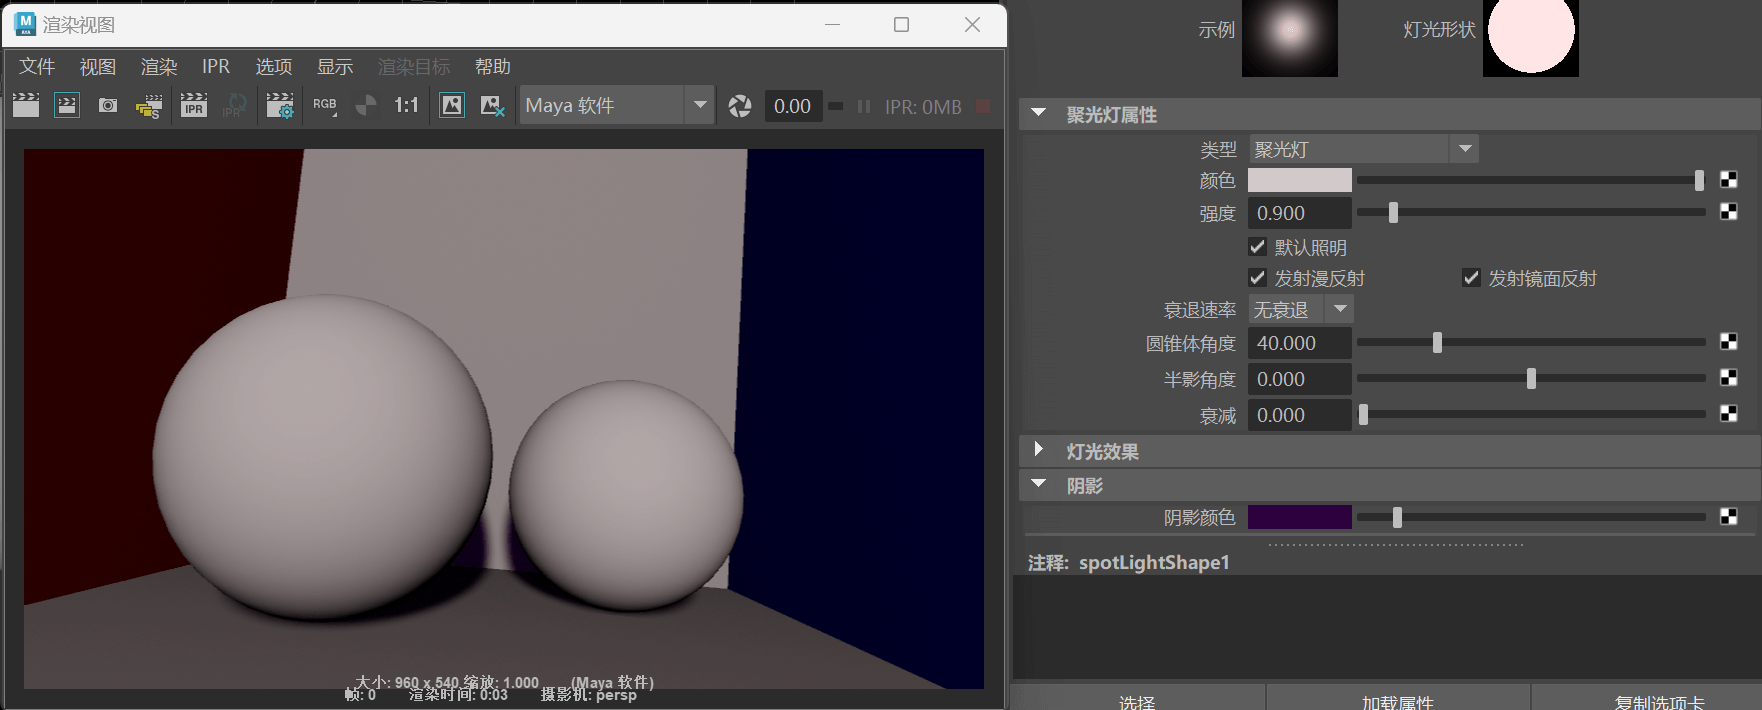 渲染视图
文件 视图 渲染 IPR 选项 显示 渲染目标 帮助
IPR IPR RGB 1:1 Maya 软件 0.00 IPR: 0MB
大小: 960 x 540 缩放: 1.000 (Maya 软件)
帧: 0 渲染时间: 0:03 摄影机: persp
示例 灯光形状
聚光灯属性
类型 聚光灯
颜色
强度 0.900
默认照明
发射漫反射 发射镜面反射
衰退速率 无衰退
圆锥体角度 40.000
半影角度 0.000
衰减 0.000
灯光效果
阴影
阴影颜色
注释: spotLightShape1
选择 加载属性 复制选项卡